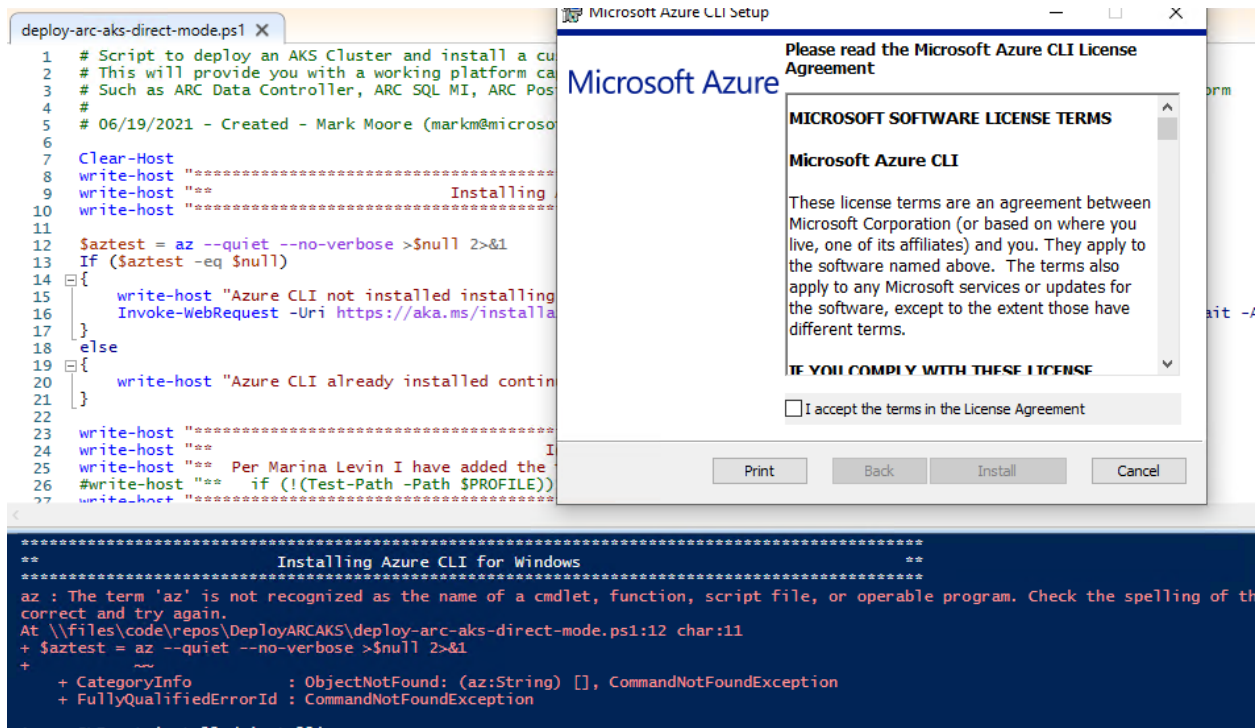 deploy-arc-aks-direct-mode.ps1 X
1 # Script to deploy an AKS Cluster and install a cu
2 # This will provide you with a working platform ca
3 # Such as ARC Data Controller, ARC SQL MI, ARC Pos orm
4 #
5 # 06/19/2021 - Created - Mark Moore (markm@microso
6
7 Clear-Host
8 write-host "**************************************************
9 write-host "** Installing A
10 write-host "**************************************************
11
12 $aztest = az --quiet --no-verbose >$null 2>&1
13 If ($aztest -eq $null)
14 {
15 write-host "Azure CLI not installed installing
16 Invoke-WebRequest -Uri https://aka.ms/installa ait -A
17 }
18 else
19 {
20 write-host "Azure CLI already installed contin
21 }
22
23 write-host "**************************************************
24 write-host "** I
25 write-host "** Per Marina Levin I have added the
26 #write-host "** if (!(Test-Path -Path $PROFILE))
27 write-host "**************************************************
Microsoft Azure CLI Setup
Microsoft Azure
Please read the Microsoft Azure CLI License
Agreement
MICROSOFT SOFTWARE LICENSE TERMS
Microsoft Azure CLI
These license terms are an agreement between
Microsoft Corporation (or based on where you
live, one of its affiliates) and you. They apply to
the software named above. The terms also
apply to any Microsoft services or updates for
the software, except to the extent those have
different terms.
IF YOU COMPLY WITH THESE LICENSE
I accept the terms in the License Agreement
Print Back Install Cancel
***********************************************************************************************
** Installing Azure CLI for Windows **
***********************************************************************************************
az : The term 'az' is not recognized as the name of a cmdlet, function, script file, or operable program. Check the spelling of th
correct and try again.
At \\files\code\repos\DeployARCAKS\deploy-arc-aks-direct-mode.ps1:12 char:11
+ $aztest = az --quiet --no-verbose >$null 2>&1
+ ~~
+ CategoryInfo : ObjectNotFound: (az:String) [], CommandNotFoundException
+ FullyQualifiedErrorId : CommandNotFoundException